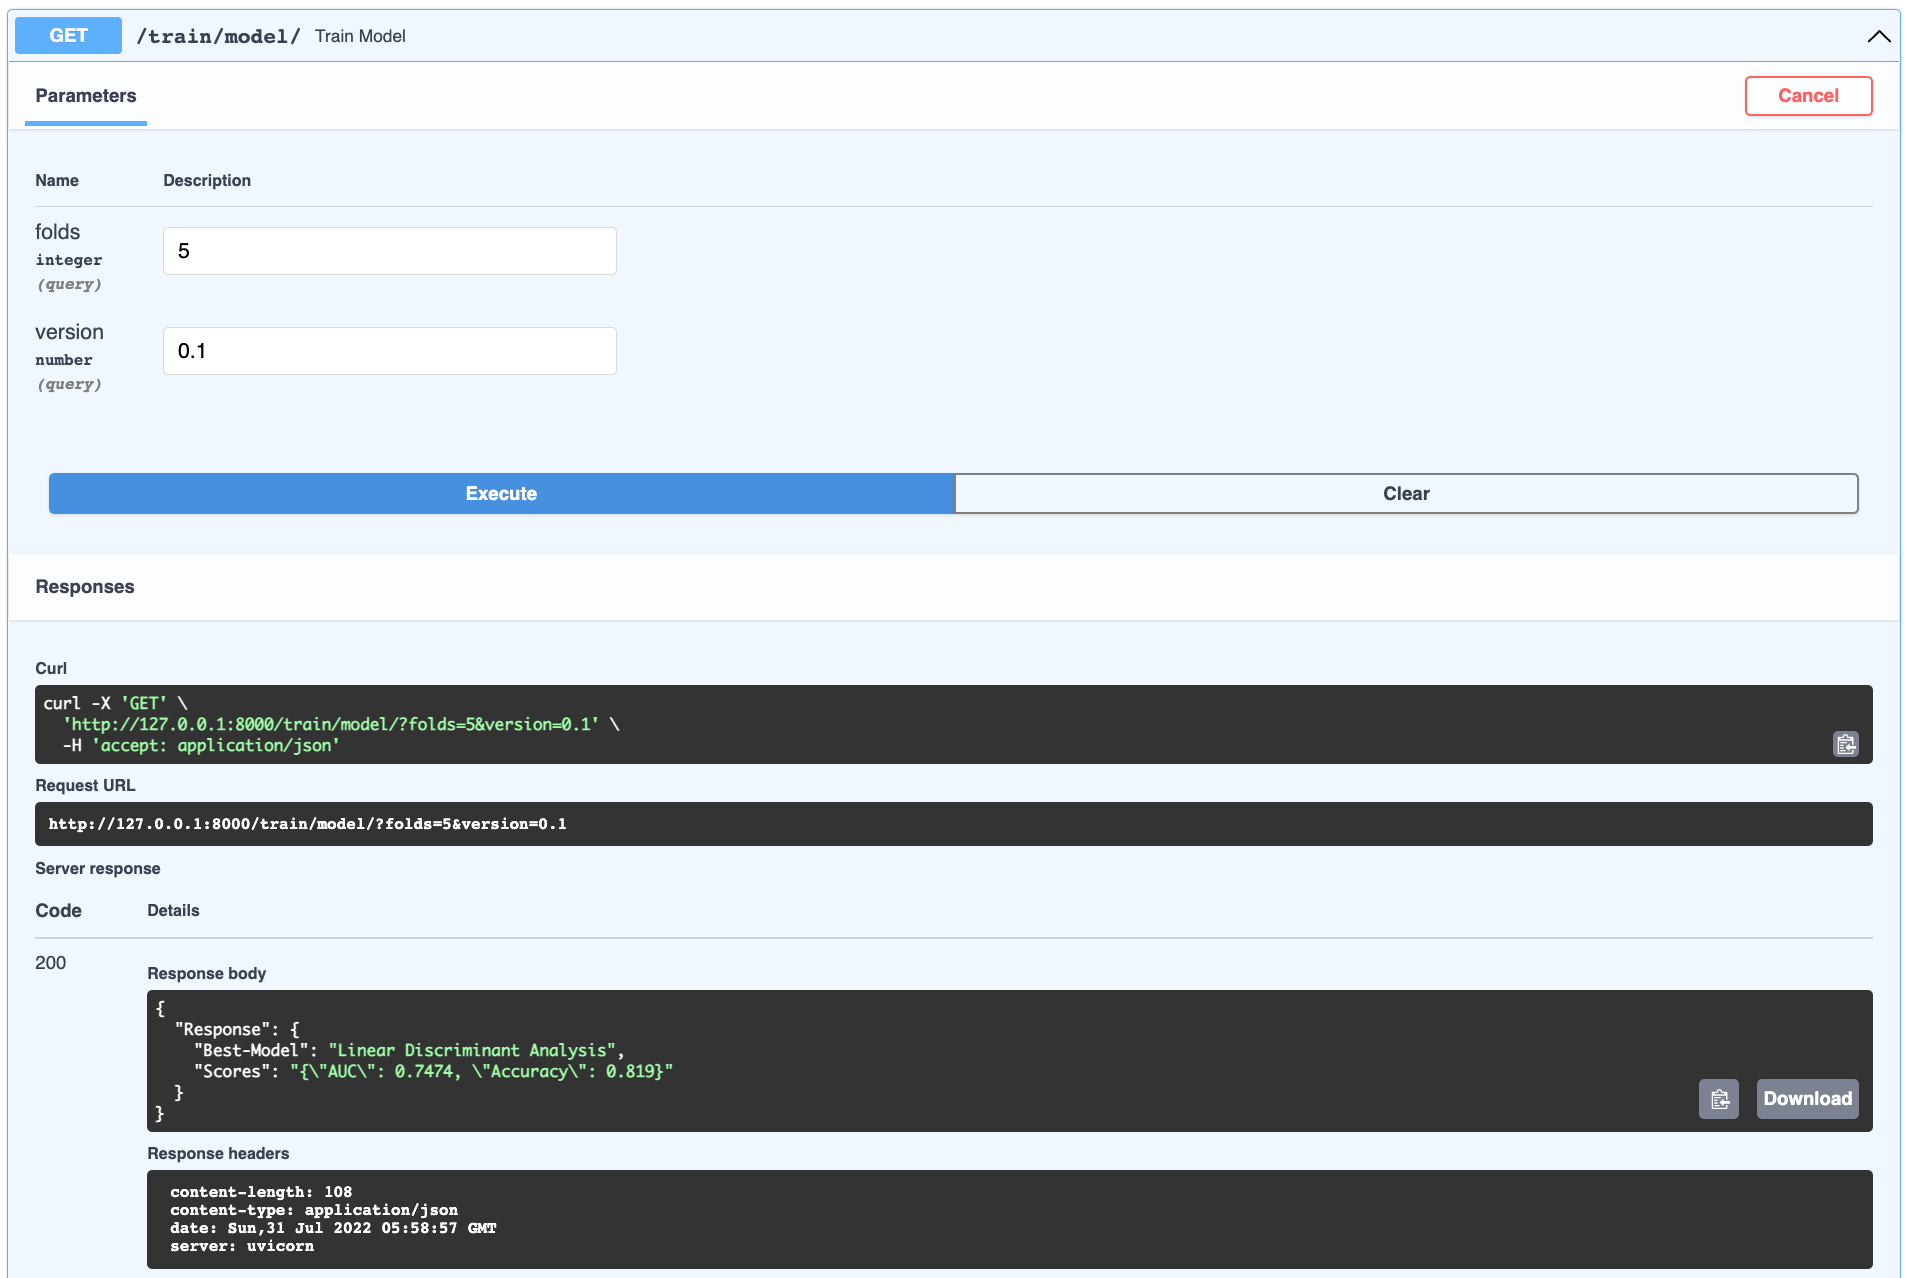 GET /train/model/ Train Model
Parameters
Cancel
Name Description
folds
integer
(query)
5
version
number
(query)
0.1
Execute
Clear
Responses
Curl
curl -X 'GET' \
  'http://127.0.0.1:8000/train/model/?folds=5&version=0.1' \
  -H 'accept: application/json'
Request URL
http://127.0.0.1:8000/train/model/?folds=5&version=0.1
Server response
Code Details
200
Response body
{
  "Response": {
    "Best-Model": "Linear Discriminant Analysis",
    "Scores": "{\"AUC\": 0.7474, \"Accuracy\": 0.819}"
  }
}
Download
Response headers
content-length: 108
content-type: application/json
date: Sun,31 Jul 2022 05:58:57 GMT
server: uvicorn